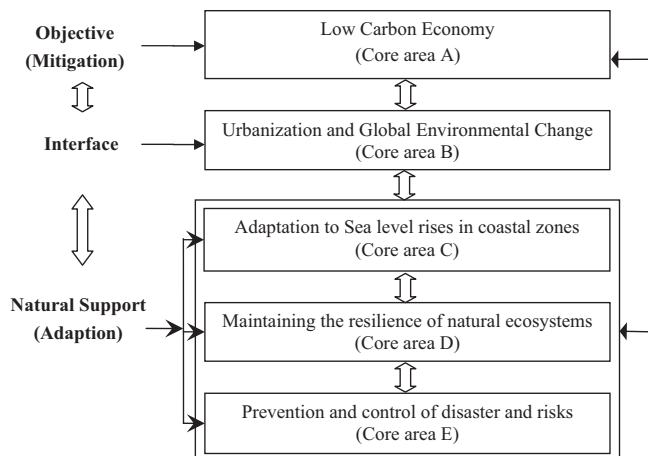 Objective
(Mitigation)
Low Carbon Economy
(Core area A)
Interface
Urbanization and Global Environmental Change
(Core area B)
Adaptation to Sea level rises in coastal zones
(Core area C)
Natural Support
(Adaption)
Maintaining the resilience of natural ecosystems
(Core area D)
Prevention and control of disaster and risks
(Core area E)